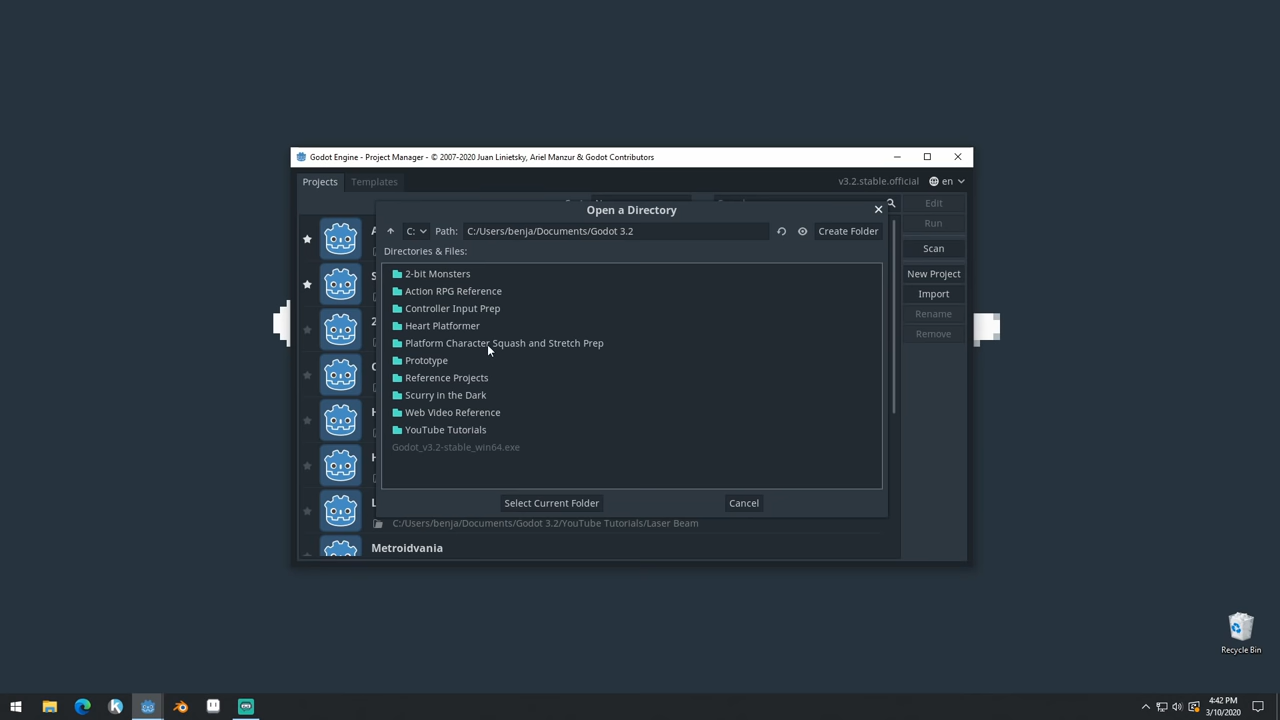 Godot Engine - Project Manager - © 2007-2020 Juan Linietsky, Ariel Manzur & Godot Contributors
Projects
Templates
v3.2.stable.official
en
Open a Directory
C:
Path:
C:/Users/benja/Documents/Godot 3.2
Create Folder
Directories & Files:
2-bit Monsters
Action RPG Reference
Controller Input Prep
Heart Platformer
Platform Character Squash and Stretch Prep
Prototype
Reference Projects
Scurry in the Dark
Web Video Reference
YouTube Tutorials
Godot_v3.2-stable_win64.exe
Select Current Folder
Cancel
Edit
Run
Scan
New Project
Import
Rename
Remove
C:/Users/benja/Documents/Godot 3.2/YouTube Tutorials/Laser Beam
Metroidvania
Recycle Bin
4:42 PM
3/10/2020